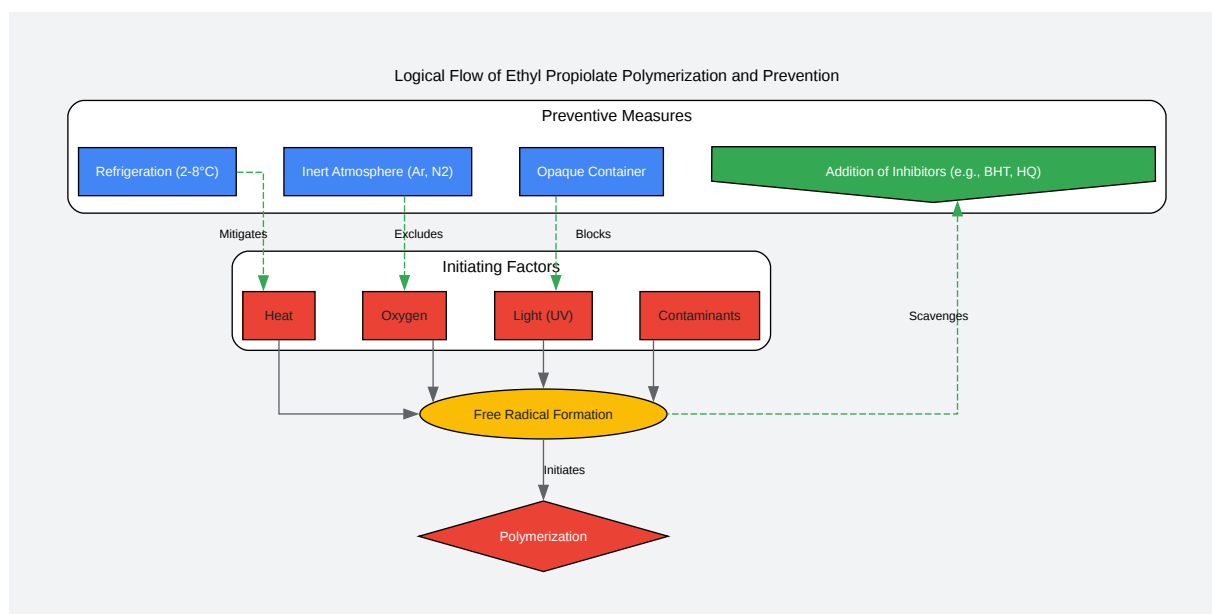 Logical Flow of Ethyl Propiolate Polymerization and Prevention
Preventive Measures
Refrigeration (2-8°C)
Inert Atmosphere (Ar, N2)
Opaque Container
Addition of Inhibitors (e.g., BHT, HQ)
Mitigates
Excludes
Blocks
Initiating Factors
Heat
Oxygen
Light (UV)
Contaminants
Scavenges
Free Radical Formation
Initiates
Polymerization